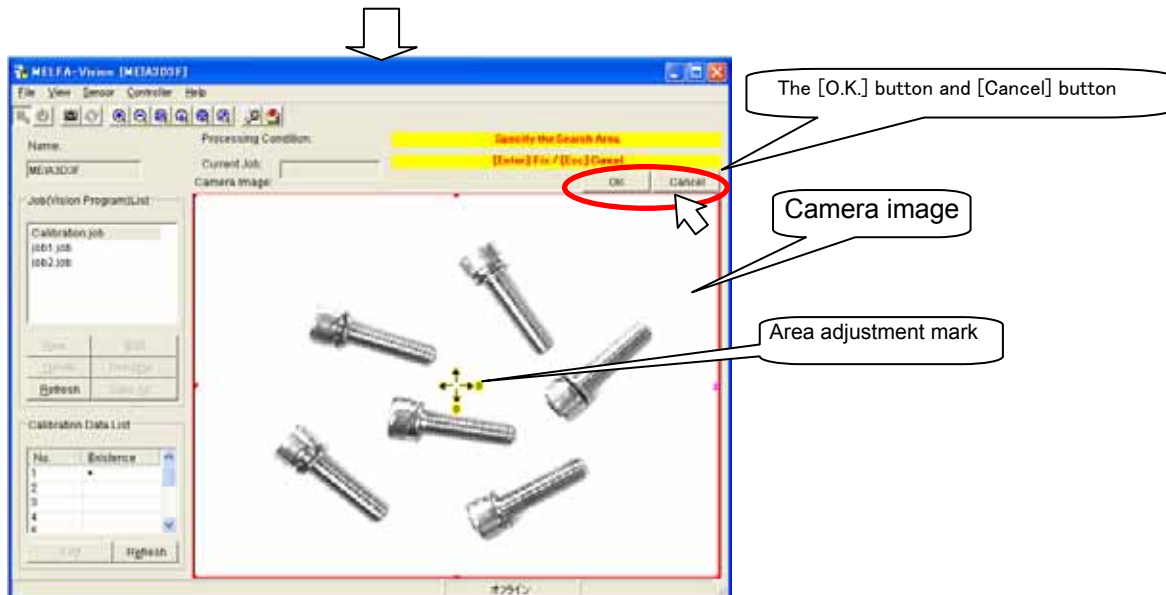 MELFA-Vision [MEIA3D3F]
File View Sensor Controller Help
Name:
MEIA3D3F
Processing Condition:
Current Job:
Camera Image:
Specify the Search Area
[Enter] Fix / [Esc] Cancel
OK Cancel
The [O.K.] button and [Cancel] button
Camera image
Area adjustment mark
Job(Vision Program)List
Calibration.job
job1.job
job2.job
Refresh
Calibration Data List
No. Existence
1 •
2
3
4
Refresh
0
0
オフライン